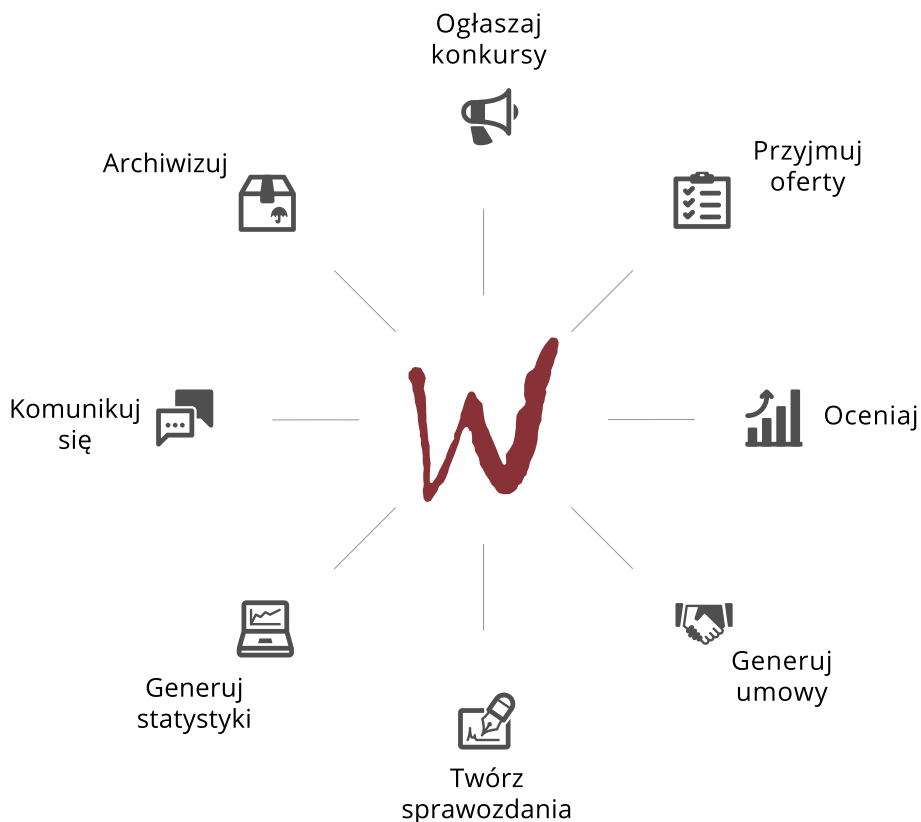 Ogłaszaj
konkursy
Przyjmuj
oferty
Oceniaj
Generuj
umowy
Twórz
sprawozdania
Generuj
statystyki
Komunikuj
się
Archiwizuj
W